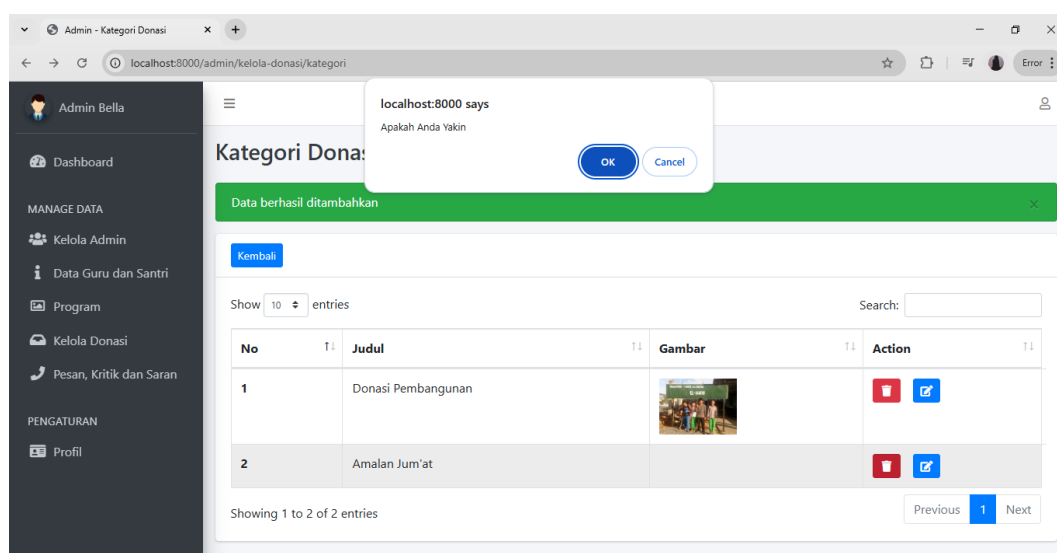 Admin - Kategori Donasi
localhost:8000/admin/kelola-donasi/kategori
Error
Admin Bella
localhost:8000 says
Apakah Anda Yakin
OK
Cancel
Dashboard
MANAGE DATA
Kelola Admin
Data Guru dan Santri
Program
Kelola Donasi
Pesan, Kritik dan Saran
PENGATURAN
Profil
Kategori Donas
Data berhasil ditambahkan
Kembali
Show 10 entries
Search:
No Judul Gambar Action
1 Donasi Pembangunan
2 Amalan Jum'at
Showing 1 to 2 of 2 entries
Previous 1 Next